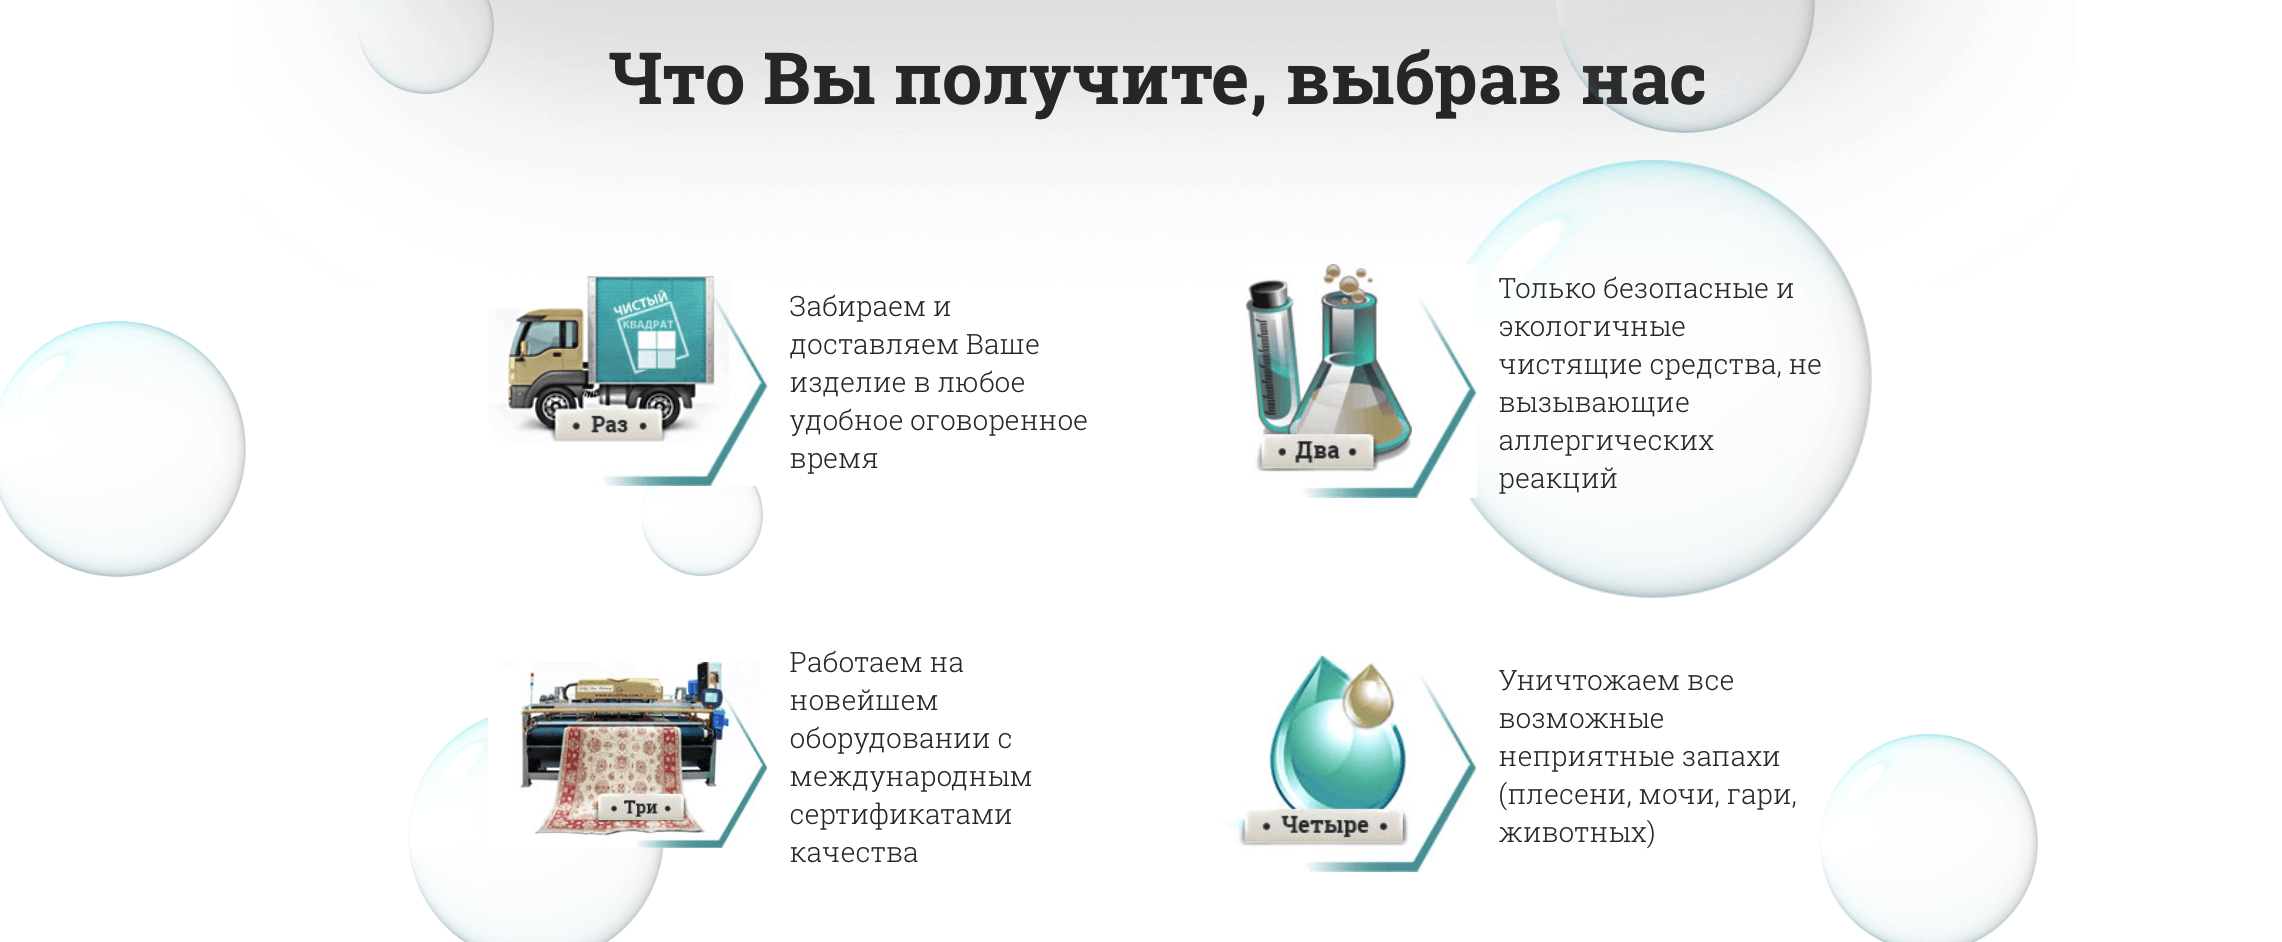 Что Вы получите, выбрав нас
ЧИСТЫЙ
КВАДРАТ
• Раз •
Забираем и
доставляем Ваше
изделие в любое
удобное оговоренное
время
• Два •
Только безопасные и
экологичные
чистящие средства, не
вызывающие
аллергических
реакций
• Три •
Работаем на
новейшем
оборудовании с
международным
сертификатами
качества
• Четыре •
Уничтожаем все
возможные
неприятные запахи
(плесени, мочи, гари,
животных)